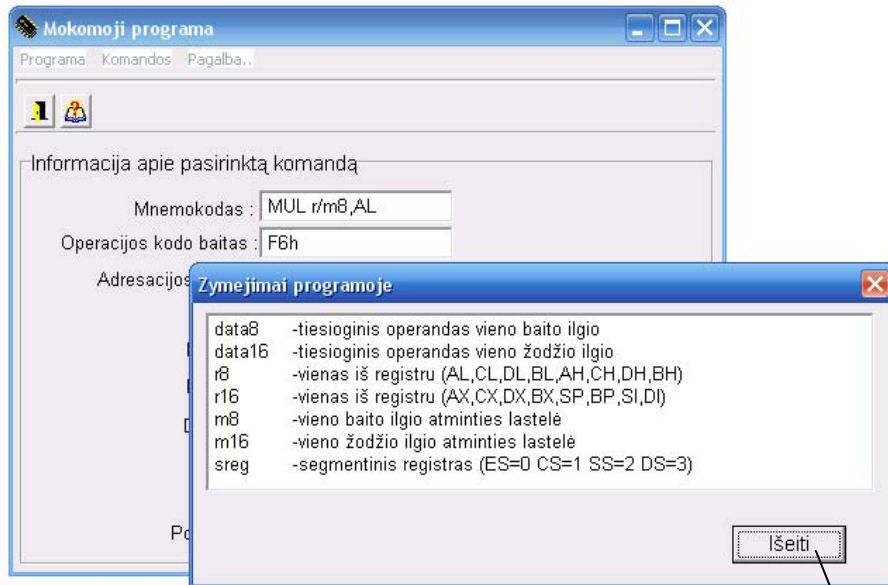 Mokomoji programa
Programa Komandos Pagalba..
Informacija apie pasirinktą komandą
Mnemokodas : MUL r/m8,AL
Operacijos kodo baitas : F6h
Adresacijos
Zymejimai programoje
data8 -tiesioginis operandas vieno baito ilgio
data16 -tiesioginis operandas vieno žodžio ilgio
r8 -vienas iš registru (AL,CL,DL,BL,AH,CH,DH,BH)
r16 -vienas iš registru (AX,CX,DX,BX,SP,BP,SI,DI)
m8 -vieno baito ilgio atminties lastelė
m16 -vieno žodžio ilgio atminties lastelė
sreg -segmentinis registras (ES=0 CS=1 SS=2 DS=3)
Išeiti